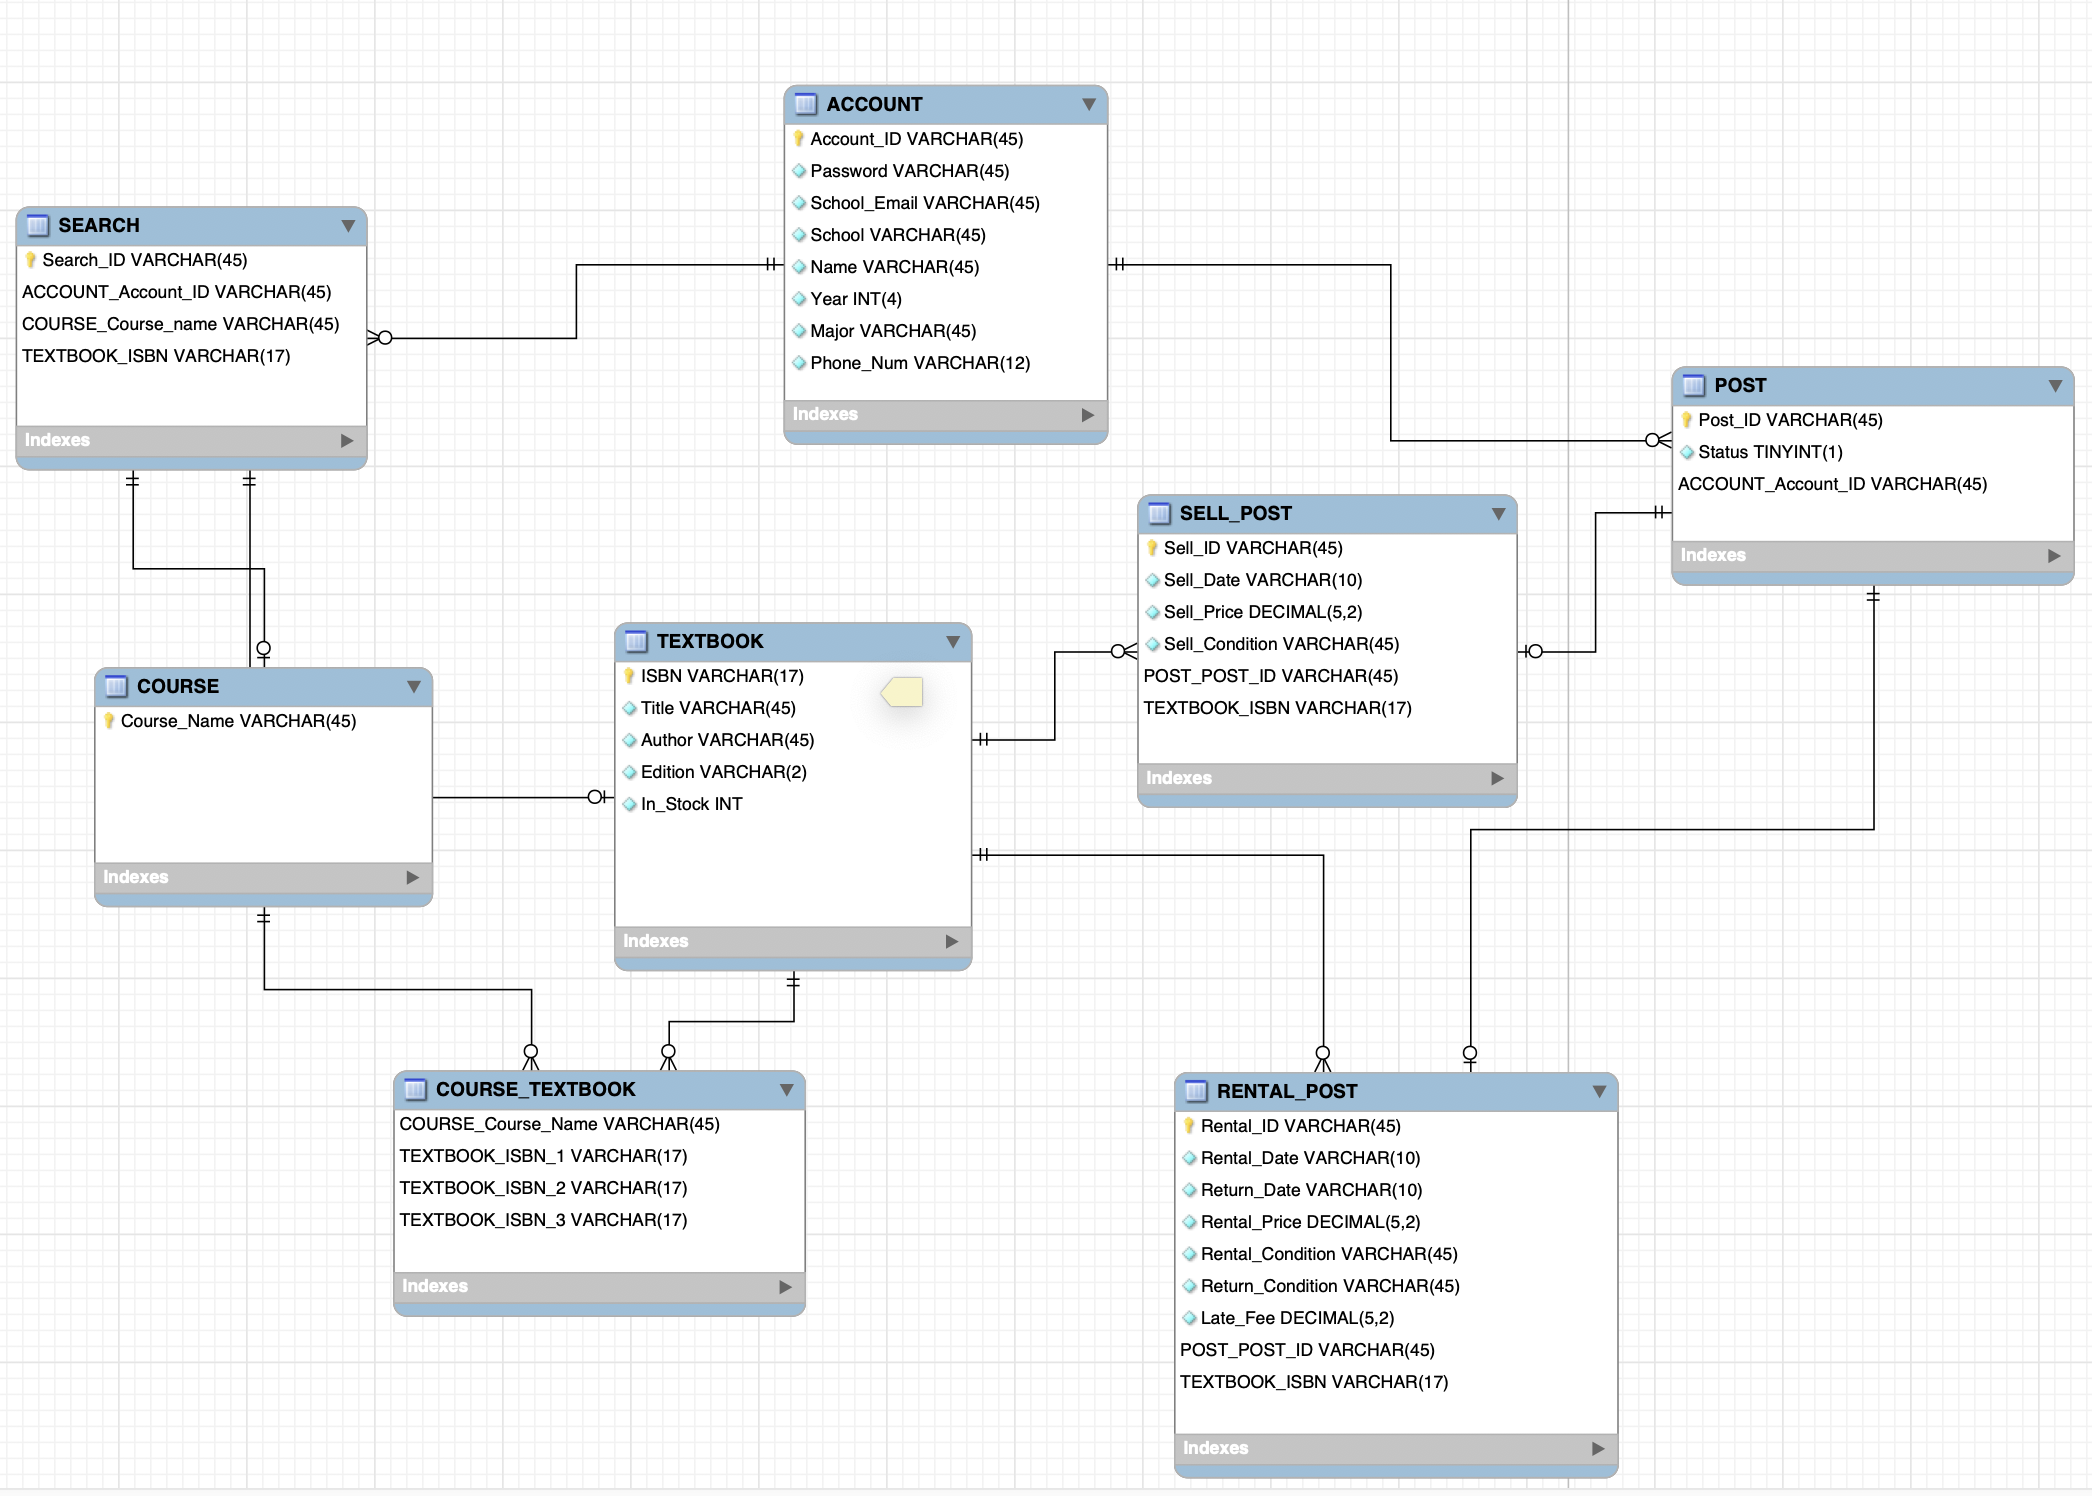 ACCOUNT
Account_ID VARCHAR(45)
Password VARCHAR(45)
School_Email VARCHAR(45)
School VARCHAR(45)
Name VARCHAR(45)
Year INT(4)
Major VARCHAR(45)
Phone_Num VARCHAR(12)
Indexes
SEARCH
Search_ID VARCHAR(45)
ACCOUNT_Account_ID VARCHAR(45)
COURSE_Course_name VARCHAR(45)
TEXTBOOK_ISBN VARCHAR(17)
Indexes
POST
Post_ID VARCHAR(45)
Status TINYINT(1)
ACCOUNT_Account_ID VARCHAR(45)
Indexes
SELL_POST
Sell_ID VARCHAR(45)
Sell_Date VARCHAR(10)
Sell_Price DECIMAL(5,2)
Sell_Condition VARCHAR(45)
POST_POST_ID VARCHAR(45)
TEXTBOOK_ISBN VARCHAR(17)
Indexes
TEXTBOOK
ISBN VARCHAR(17)
Title VARCHAR(45)
Author VARCHAR(45)
Edition VARCHAR(2)
In_Stock INT
Indexes
COURSE
Course_Name VARCHAR(45)
Indexes
COURSE_TEXTBOOK
COURSE_Course_Name VARCHAR(45)
TEXTBOOK_ISBN_1 VARCHAR(17)
TEXTBOOK_ISBN_2 VARCHAR(17)
TEXTBOOK_ISBN_3 VARCHAR(17)
Indexes
RENTAL_POST
Rental_ID VARCHAR(45)
Rental_Date VARCHAR(10)
Return_Date VARCHAR(10)
Rental_Price DECIMAL(5,2)
Rental_Condition VARCHAR(45)
Return_Condition VARCHAR(45)
Late_Fee DECIMAL(5,2)
POST_POST_ID VARCHAR(45)
TEXTBOOK_ISBN VARCHAR(17)
Indexes